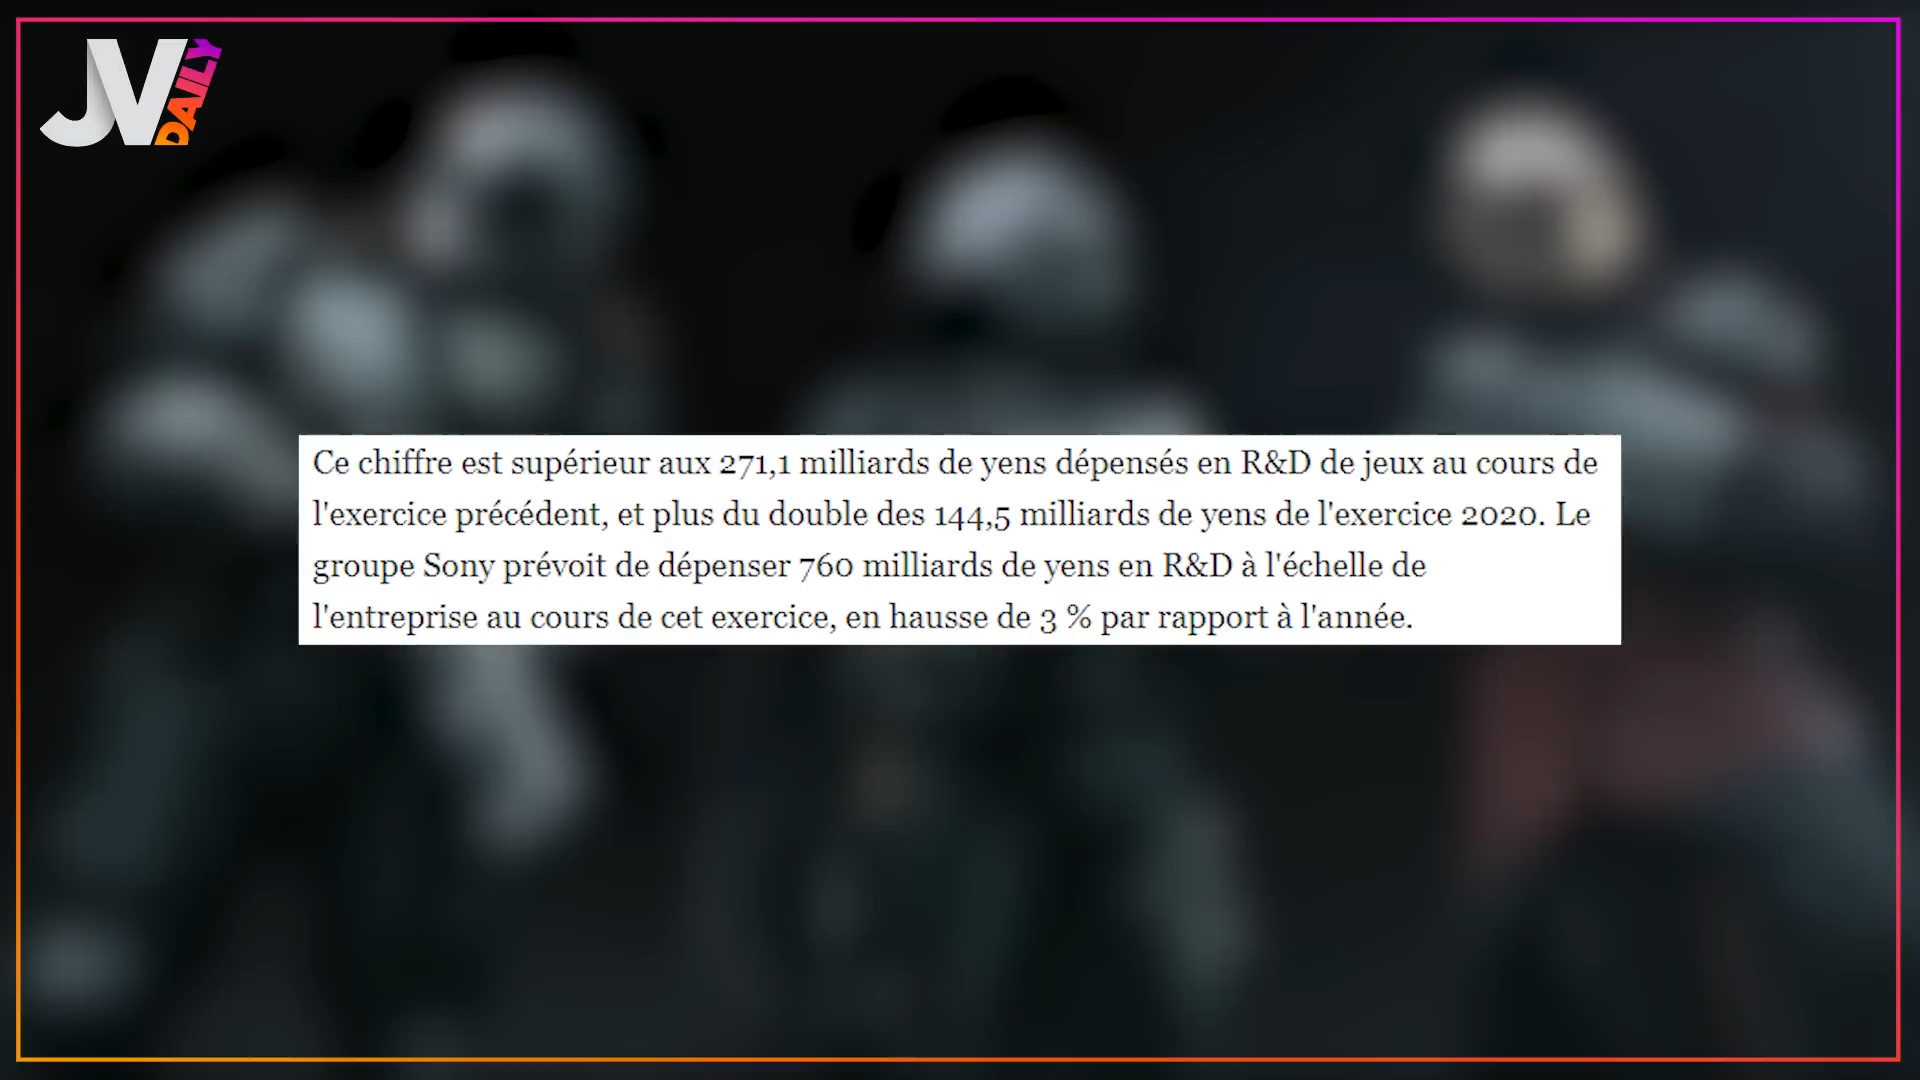 JV
DAILY
Ce chiffre est supérieur aux 271,1 milliards de yens dépensés en R&D de jeux au cours de
l'exercice précédent, et plus du double des 144,5 milliards de yens de l'exercice 2020. Le
groupe Sony prévoit de dépenser 760 milliards de yens en R&D à l'échelle de
l'entreprise au cours de cet exercice, en hausse de 3 % par rapport à l'année.